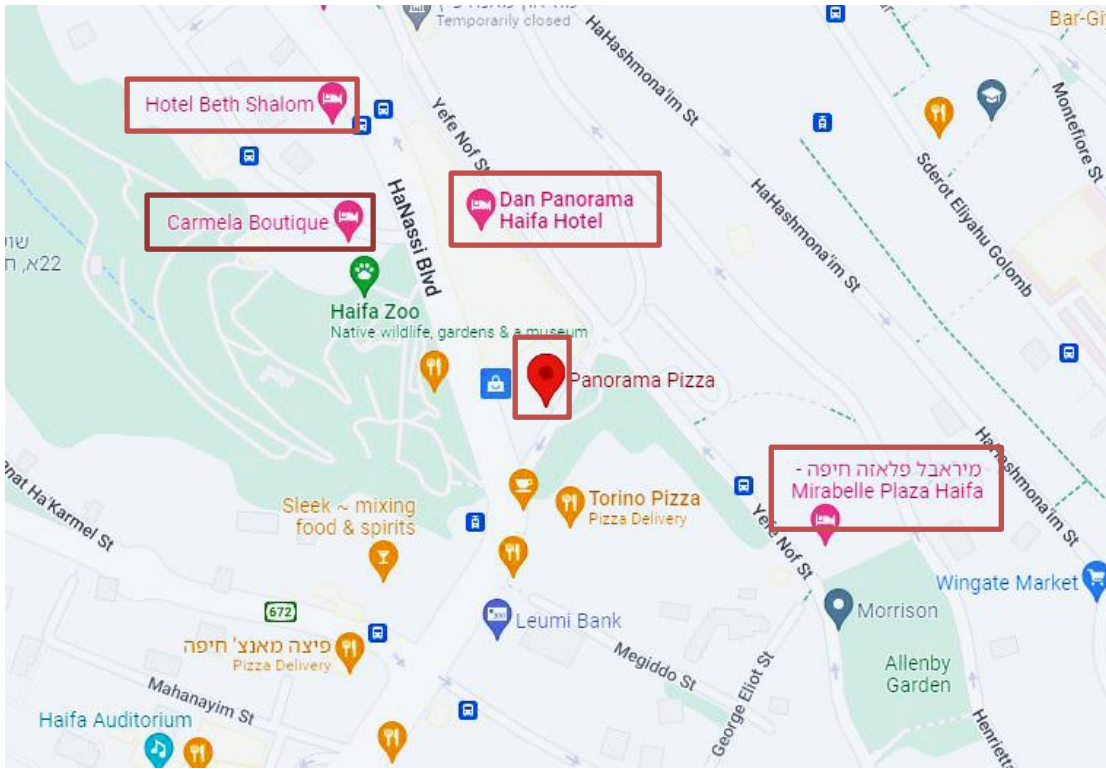 Temporarily closed
Bar-Gi
HaHashmona'im St
Hotel Beth Shalom
Yefe Nof St
Montefiore St
Sderot Eliyahu Golomb
HaHashmona'im St
Carmela Boutique
HaNassi Blvd
Dan Panorama
Haifa Hotel
22א, ח
Haifa Zoo
Native wildlife, gardens & a museum
Panorama Pizza
HaHashmona'im St
מיראבל פלאזה חיפה -
Mirabelle Plaza Haifa
Sleek ~ mixing
food & spirits
Torino Pizza
Pizza Delivery
Yefe Nof St
nat Ha'Karmel St
Wingate Market
672
Leumi Bank
Morrison
פיצה מאנצ' חיפה
Pizza Delivery
Megiddo St
George Eliot St
Allenby
Garden
Mahanayim St
Henrietta
Haifa Auditorium